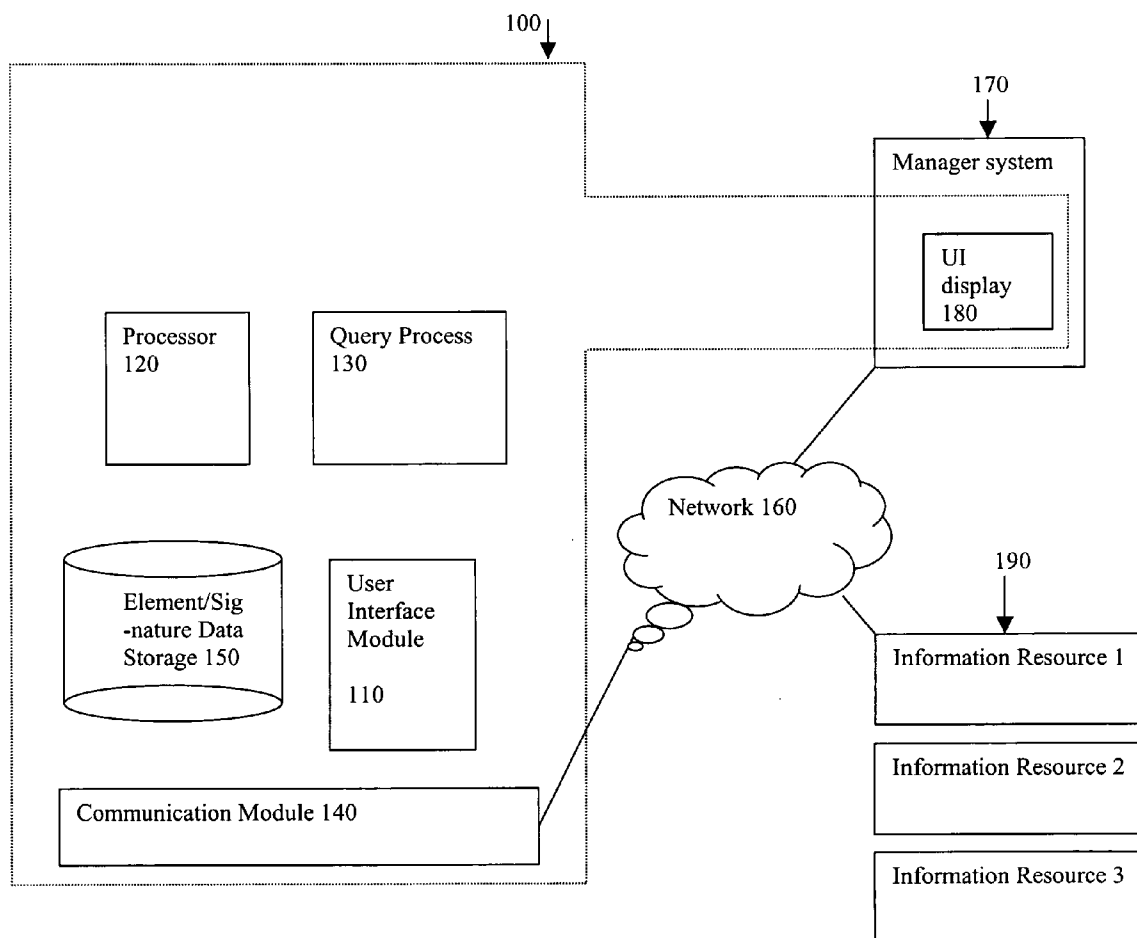 100
170
Manager system
UI
display
180
Processor
120
Query Process
130
Network 160
Element/Sig
-nature Data
Storage 150
User
Interface
Module
110
190
Information Resource 1
Information Resource 2
Communication Module 140
Information Resource 3